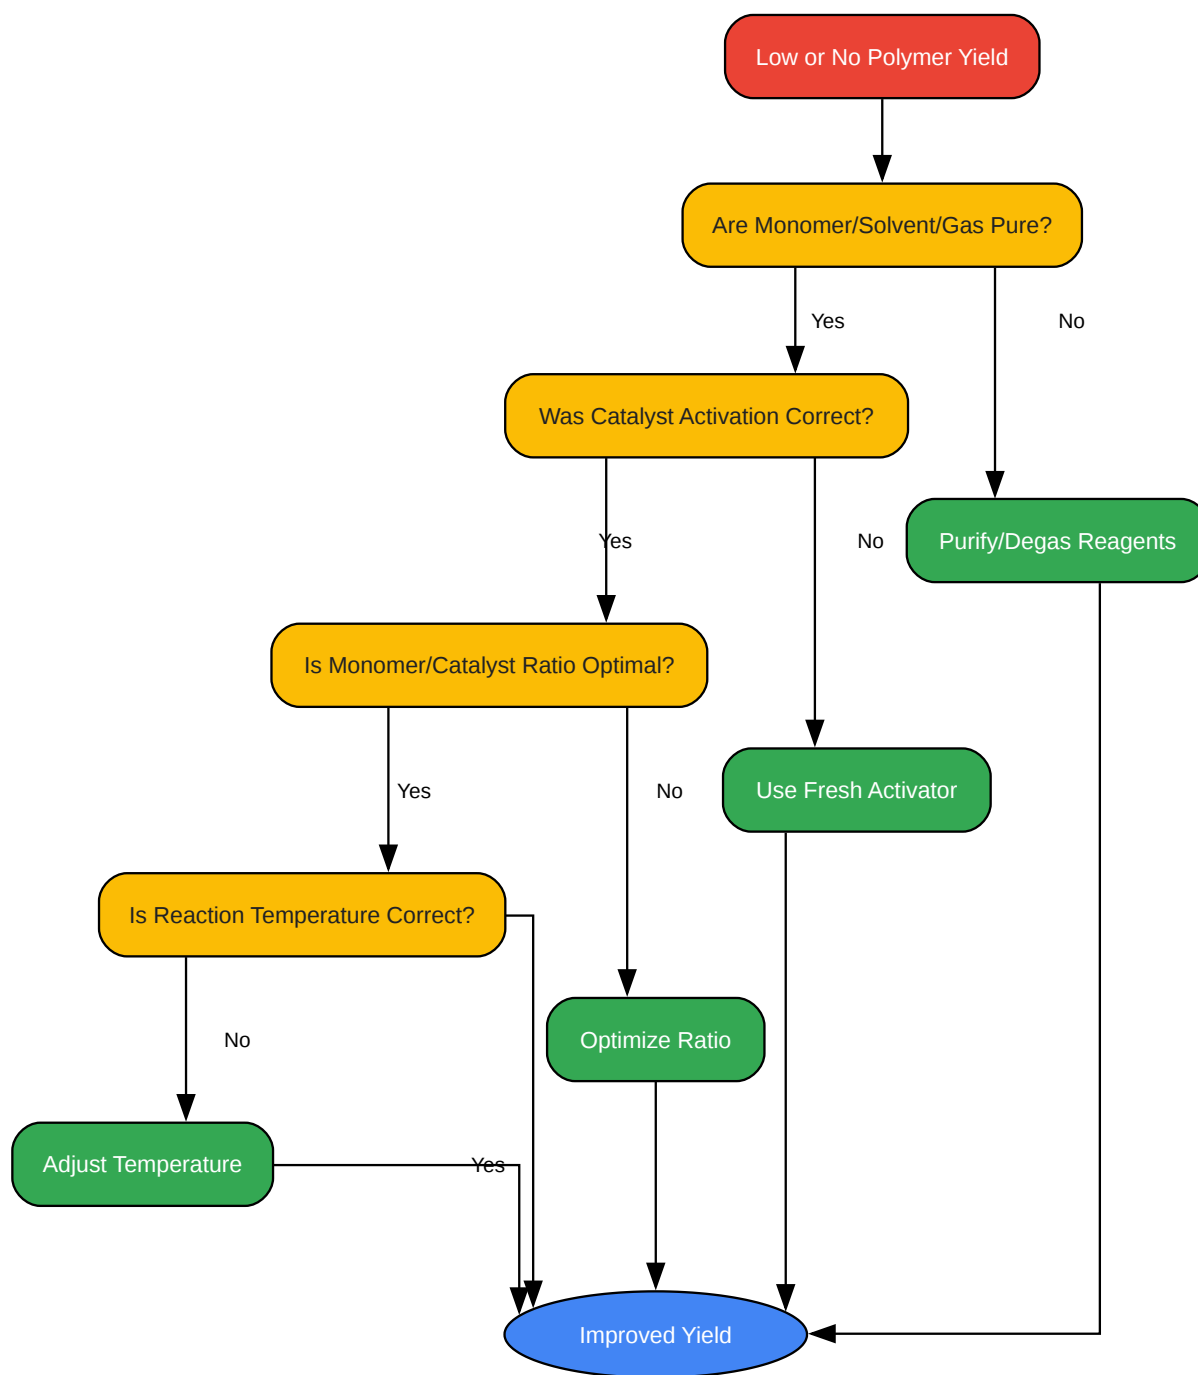 Low or No Polymer Yield
Are Monomer/Solvent/Gas Pure?
Yes
No
Was Catalyst Activation Correct?
Yes
No
Purify/Degas Reagents
Is Monomer/Catalyst Ratio Optimal?
Yes
No
Use Fresh Activator
Is Reaction Temperature Correct?
No
Optimize Ratio
Adjust Temperature
Yes
Improved Yield